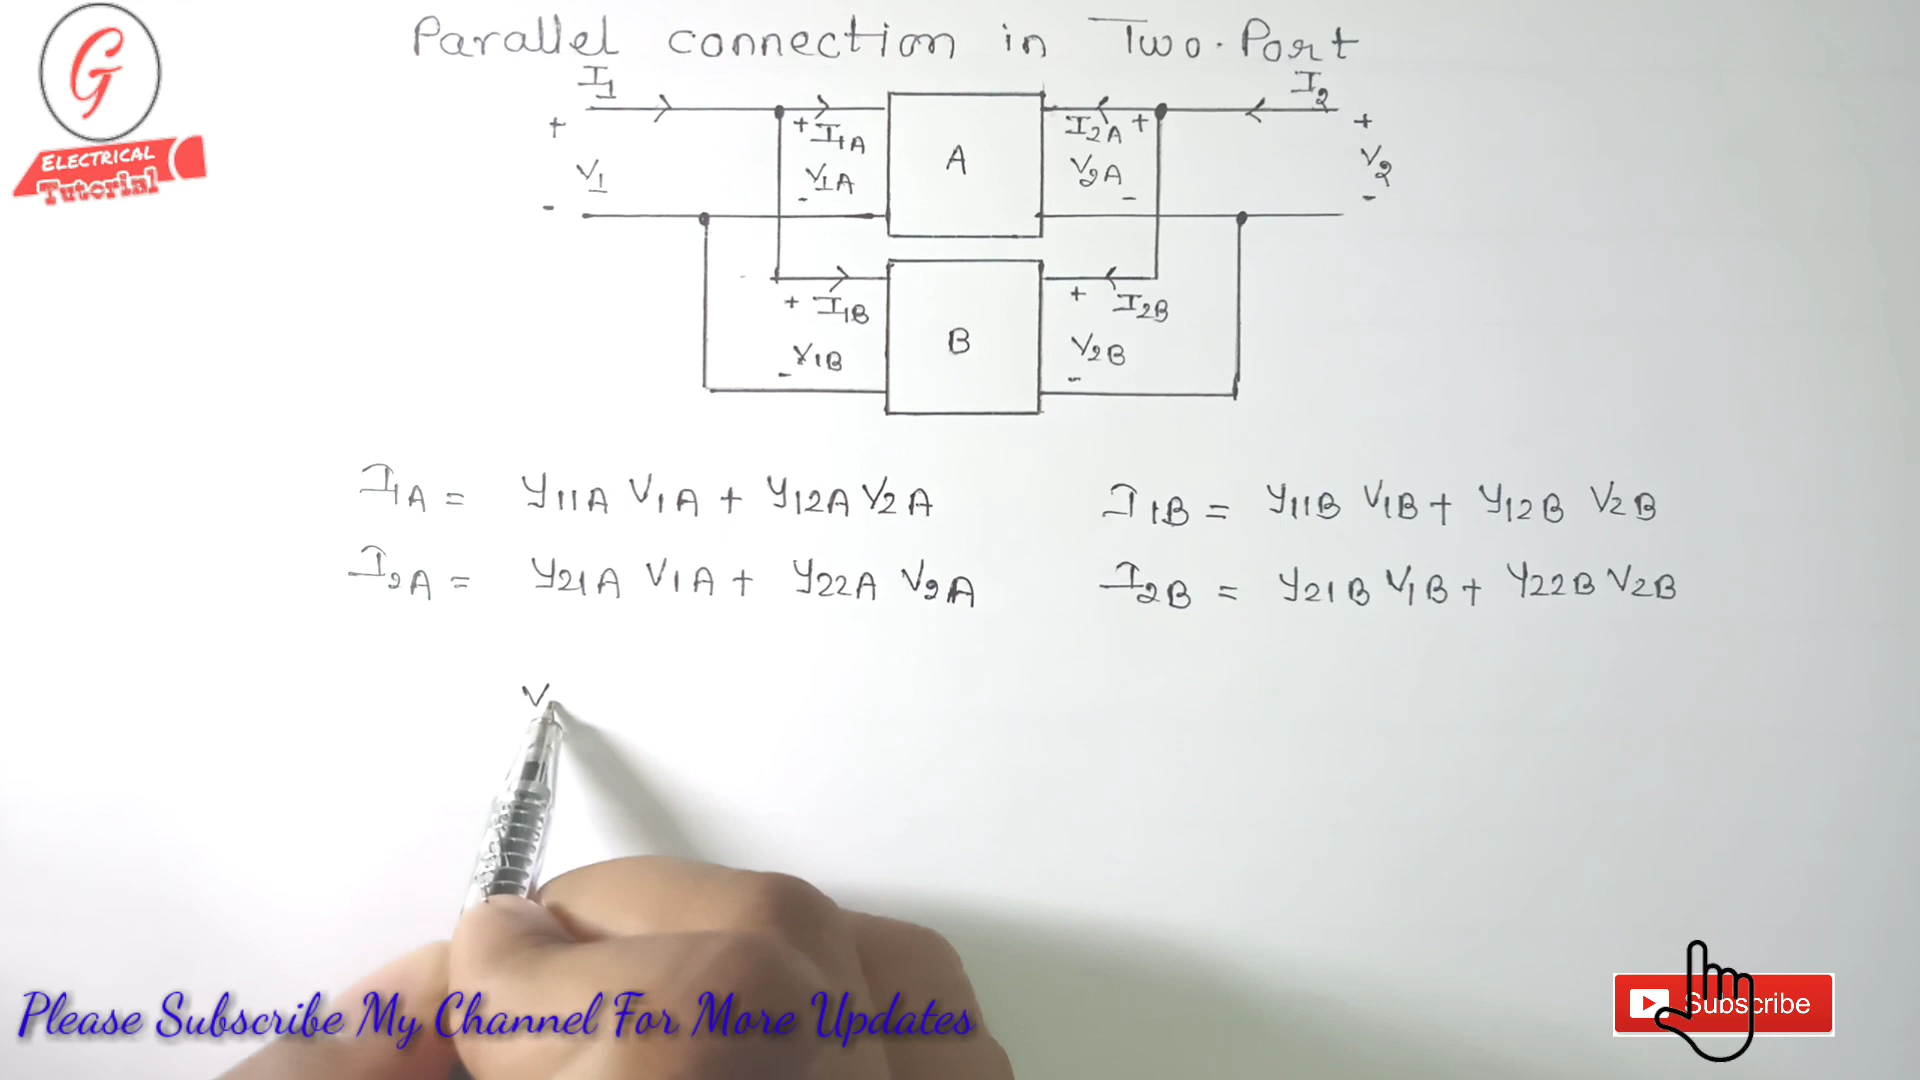 G
ELECTRICAL
Tutorial
Parallel connection in Two-Port
I1 I2
+ + I1A I2A + +
V1 V1A A V2A V2
- - - -
+ I1B + I2B
V1B B V2B
- -
I1A = Y11A V1A + Y12A V2A I1B = Y11B V1B + Y12B V2B
I2A = Y21A V1A + Y22A V2A I2B = Y21B V1B + Y22B V2B
V
Please Subscribe My Channel For More Updates
Subscribe